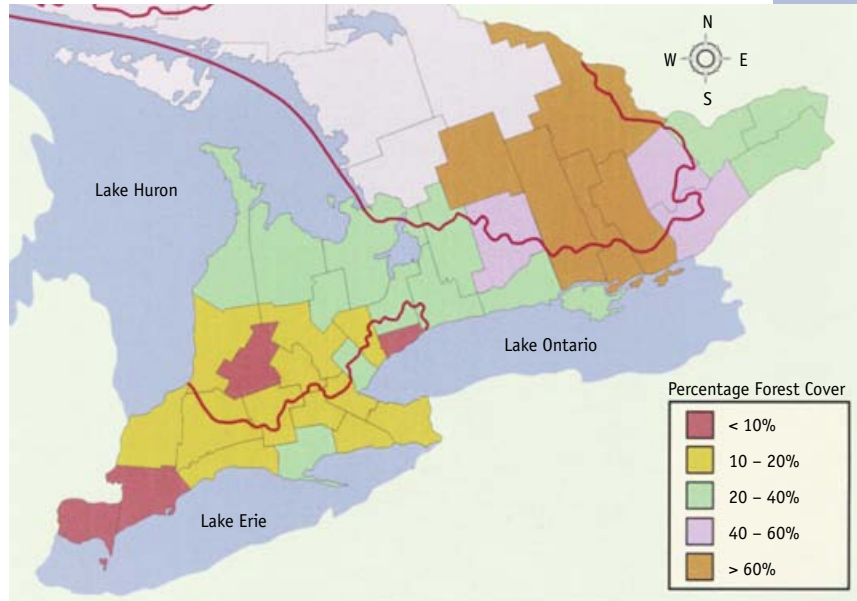 N
W E
S
Lake Huron
Lake Ontario
Lake Erie
Percentage Forest Cover
< 10%
10 – 20%
20 – 40%
40 – 60%
> 60%